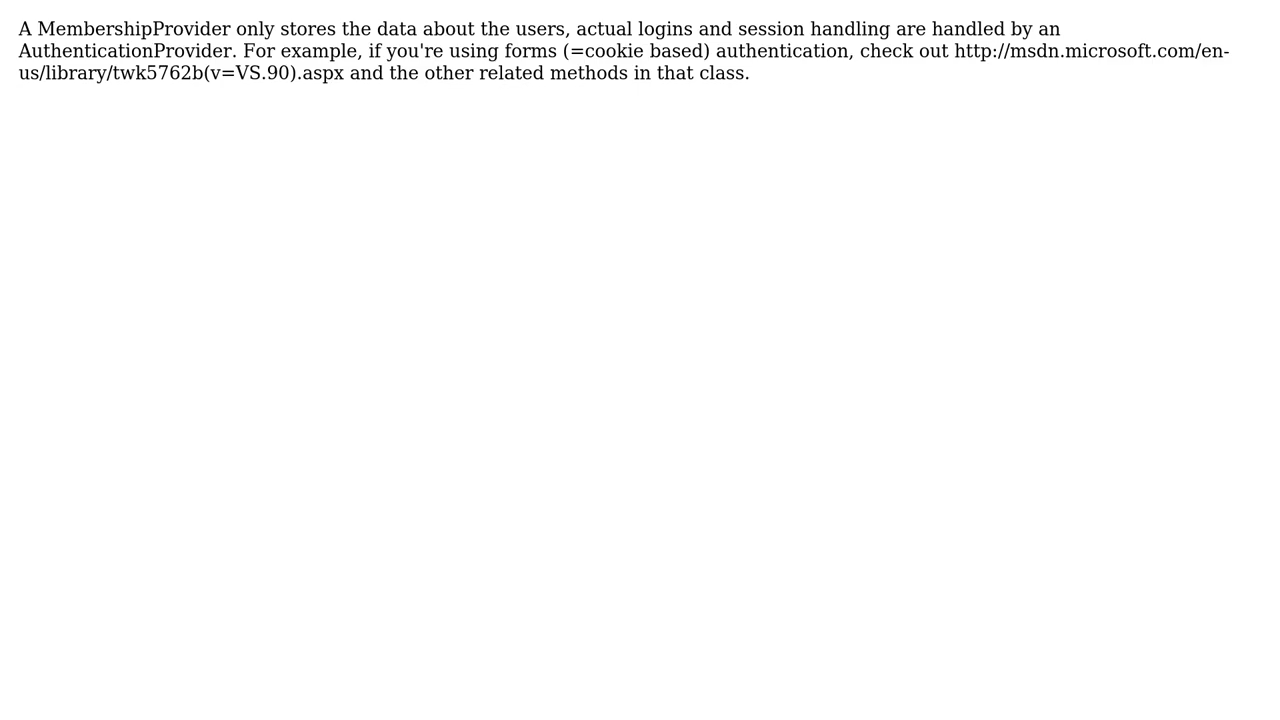 A MembershipProvider only stores the data about the users, actual logins and session handling are handled by an
AuthenticationProvider. For example, if you're using forms (=cookie based) authentication, check out http://msdn.microsoft.com/en-
us/library/twk5762b(v=VS.90).aspx and the other related methods in that class.